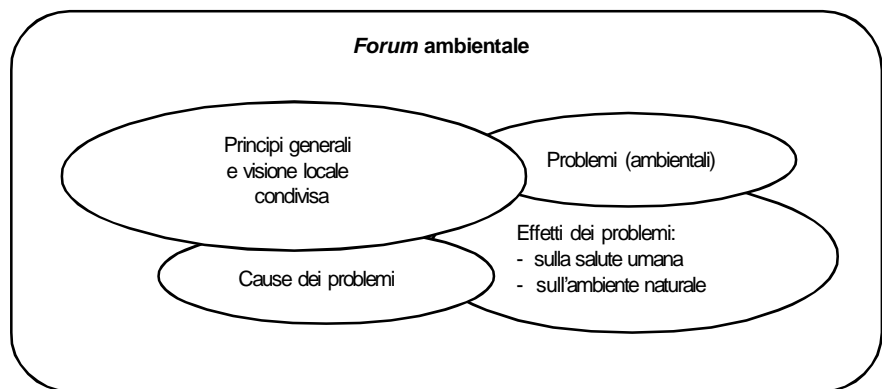 Forum ambientale
Principi generali
e visione locale
condivisa
Problemi (ambientali)
Effetti dei problemi:
- sulla salute umana
- sull'ambiente naturale
Cause dei problemi